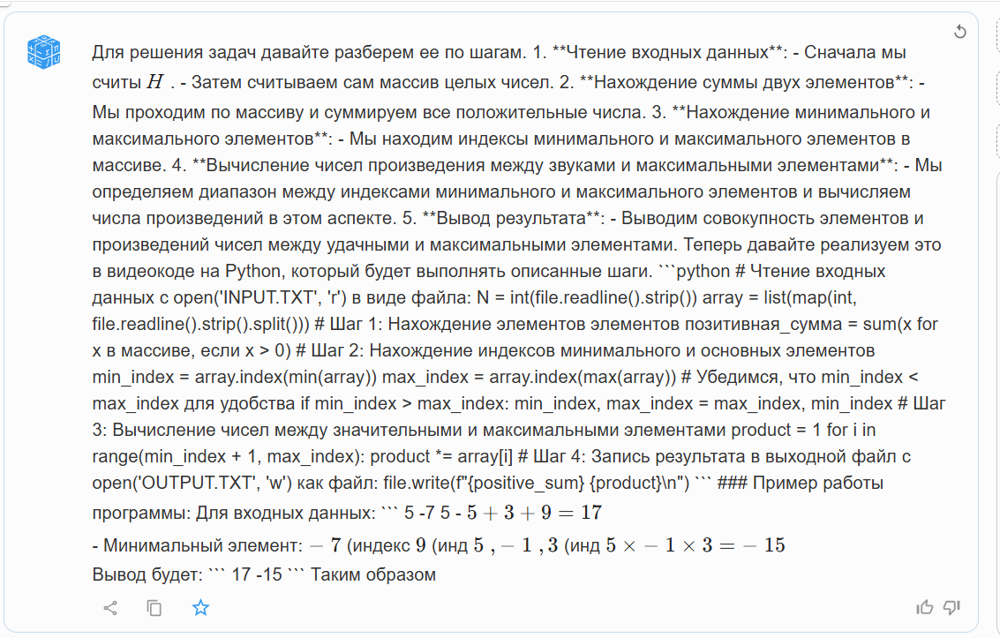 Для решения задач давайте разберем ее по шагам. 1. **Чтение входных данных**: - Сначала мы
считы H . - Затем считываем сам массив целых чисел. 2. **Нахождение суммы двух элементов**: -
Мы проходим по массиву и суммируем все положительные числа. 3. **Нахождение минимального и
максимального элементов**: - Мы находим индексы минимального и максимального элементов в
массиве. 4. **Вычисление чисел произведения между звуками и максимальными элементами**: - Мы
определяем диапазон между индексами минимального и максимального элементов и вычисляем
числа произведений в этом аспекте. 5. **Вывод результата**: - Выводим совокупность элементов и
произведений чисел между удачными и максимальными элементами. Теперь давайте реализуем это
в видеокоде на Python, который будет выполнять описанные шаги. ```python # Чтение входных
данных с open('INPUT.TXT', 'r') в виде файла: N = int(file.readline().strip()) array = list(map(int,
file.readline().strip().split())) # Шаг 1: Нахождение элементов элементов позитивная_сумма = sum(x for
x в массиве, если x > 0) # Шаг 2: Нахождение индексов минимального и основных элементов
min_index = array.index(min(array)) max_index = array.index(max(array)) # Убедимся, что min_index <
max_index для удобства if min_index > max_index: min_index, max_index = max_index, min_index # Шаг
3: Вычисление чисел между значительными и максимальными элементами product = 1 for i in
range(min_index + 1, max_index): product *= array[i] # Шаг 4: Запись результата в выходной файл с
open('OUTPUT.TXT', 'w') как файл: file.write(f"{positive_sum} {product}\n") ``` ### Пример работы
программы: Для входных данных: ``` 5 -7 5 - 5 + 3 + 9 = 17
- Минимальный элемент: − 7 (индекс 9 (инд 5 , − 1 , 3 (инд 5 × − 1 × 3 = − 15
Вывод будет: ``` 17 -15 ``` Таким образом